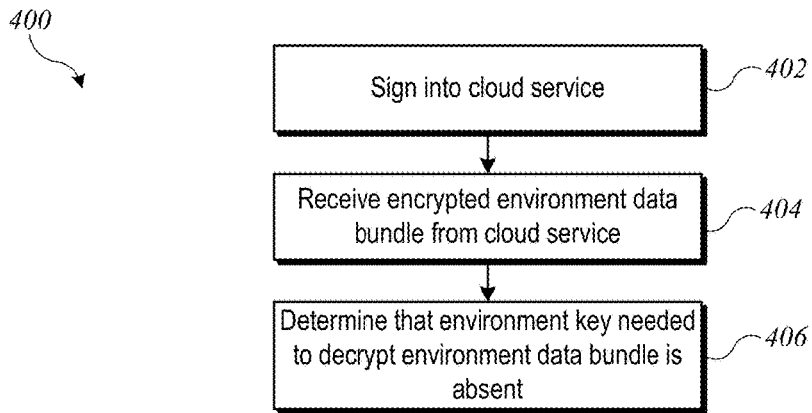 400
Sign into cloud service
402
Receive encrypted environment data
bundle from cloud service
404
Determine that environment key needed
to decrypt environment data bundle is
absent
406